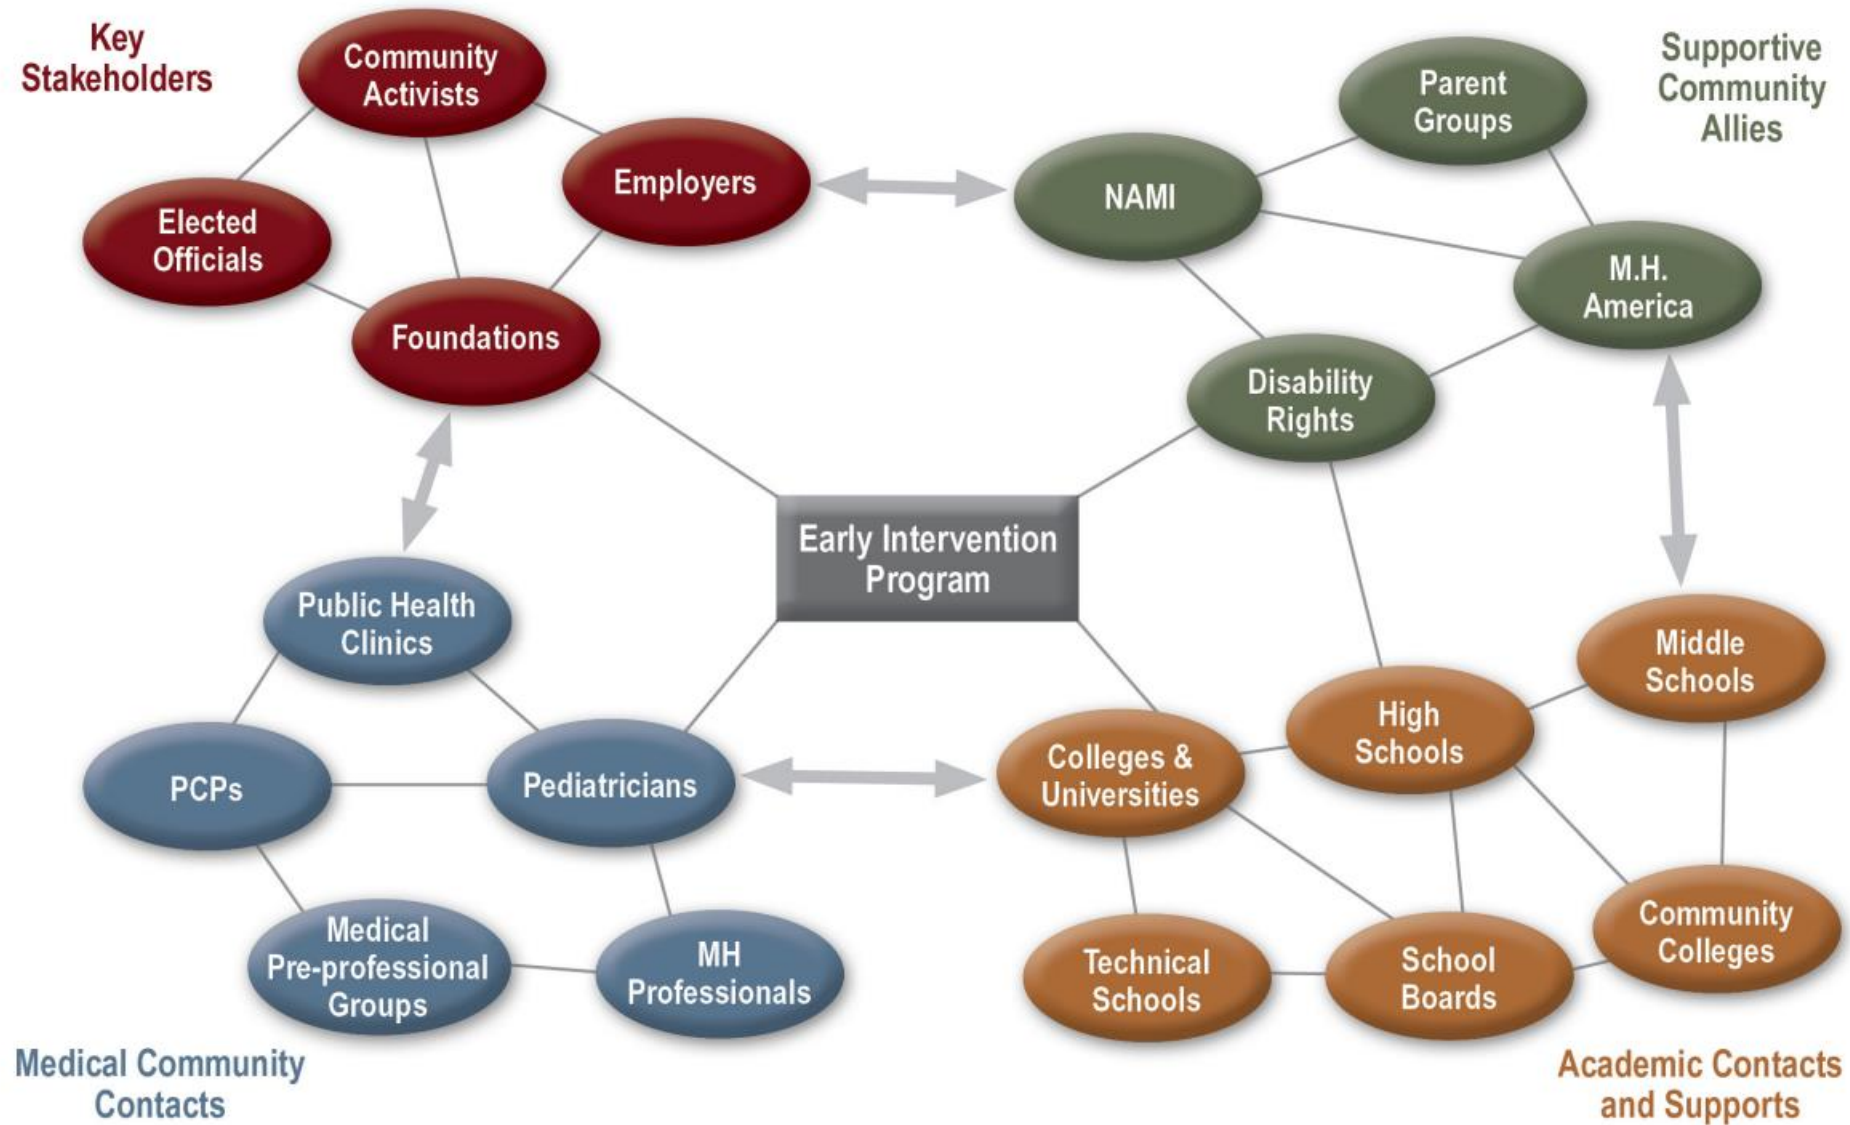 Key
Stakeholders
Community
Activists
Employers
Elected
Officials
Foundations
Supportive
Community
Allies
Parent
Groups
NAMI
M.H.
America
Disability
Rights
Early Intervention
Program
Public Health
Clinics
PCPs
Pediatricians
Medical
Pre-professional
Groups
MH
Professionals
Medical Community
Contacts
Middle
Schools
High
Schools
Colleges &
Universities
Technical
Schools
School
Boards
Community
Colleges
Academic Contacts
and Supports